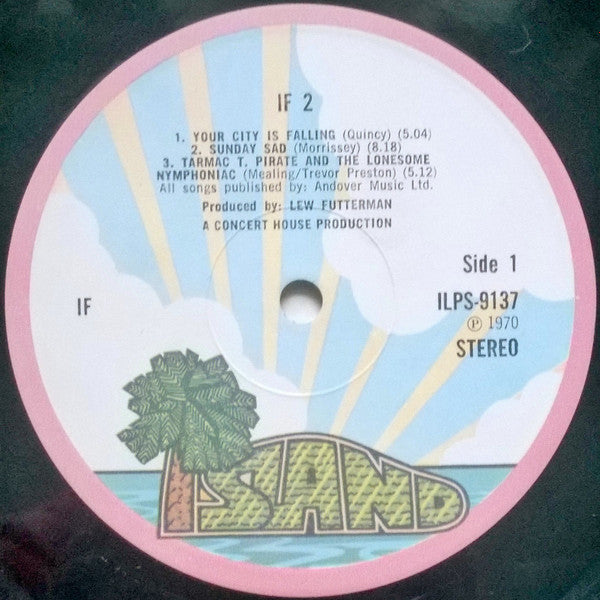 IF 2
1. YOUR CITY IS FALLING (Quincy) (5.04)
2. SUNDAY SAD (Morrissey) (8.18)
3. TARMAC T. PIRATE AND THE LONESOME
NYMPHONIAC (Mealing/Trevor Preston) (5.12)
All songs published by: Andover Music Ltd.
Produced by: LEW FUTTERMAN
A CONCERT HOUSE PRODUCTION
Side 1
IF
ILPS-9137
℗ 1970
STEREO
ISLAND